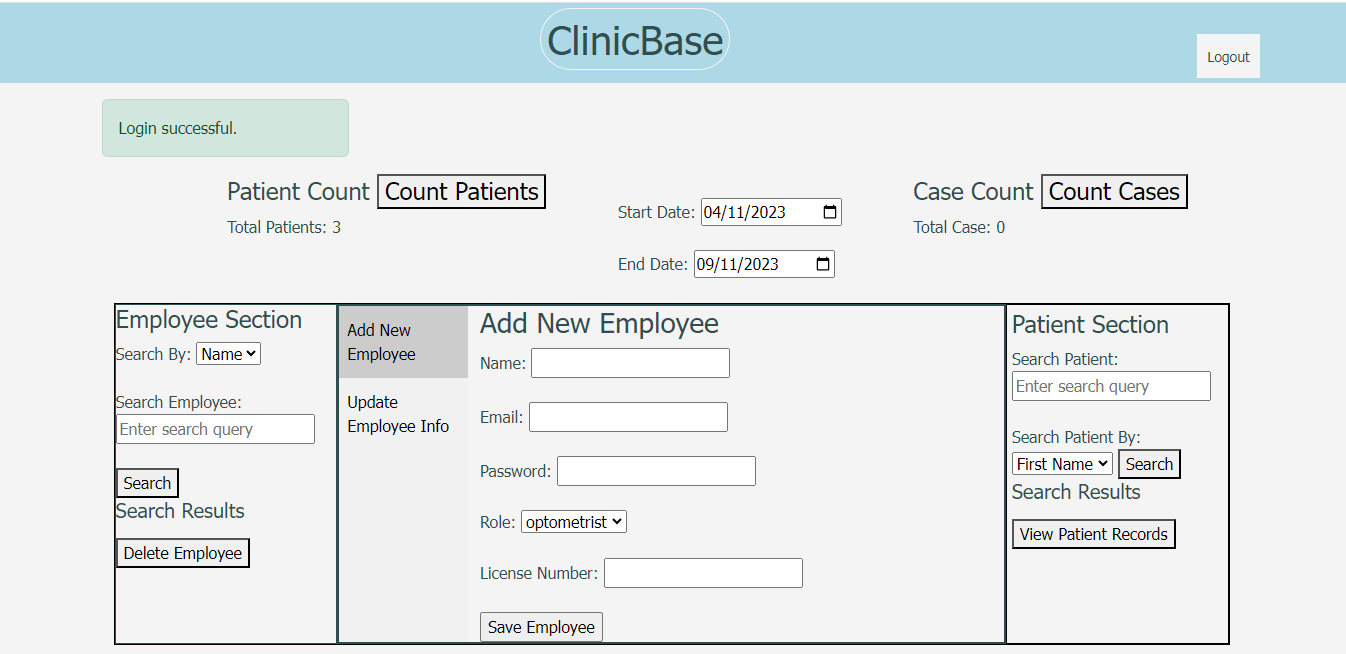 ClinicBase
Logout
Login successful.
Patient Count Count Patients
Total Patients: 3
Start Date: 04/11/2023
End Date: 09/11/2023
Case Count Count Cases
Total Case: 0
Employee Section
Search By: Name
Search Employee:
Enter search query
Search
Search Results
Delete Employee
Add New
Employee
Update
Employee Info
Add New Employee
Name:
Email:
Password:
Role: optometrist
License Number:
Save Employee
Patient Section
Search Patient:
Enter search query
Search Patient By:
First Name Search
Search Results
View Patient Records